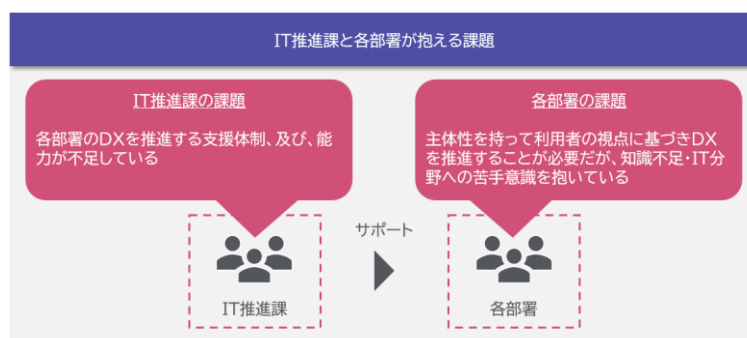 IT推進課と各部署が抱える課題
IT推進課の課題
各部署のDXを推進する支援体制、及び、能
力が不足している
各部署の課題
主体性を持って利用者の視点に基づきDX
を推進することが必要だが、知識不足・IT分
野への苦手意識を抱いている
サポート
IT推進課
各部署